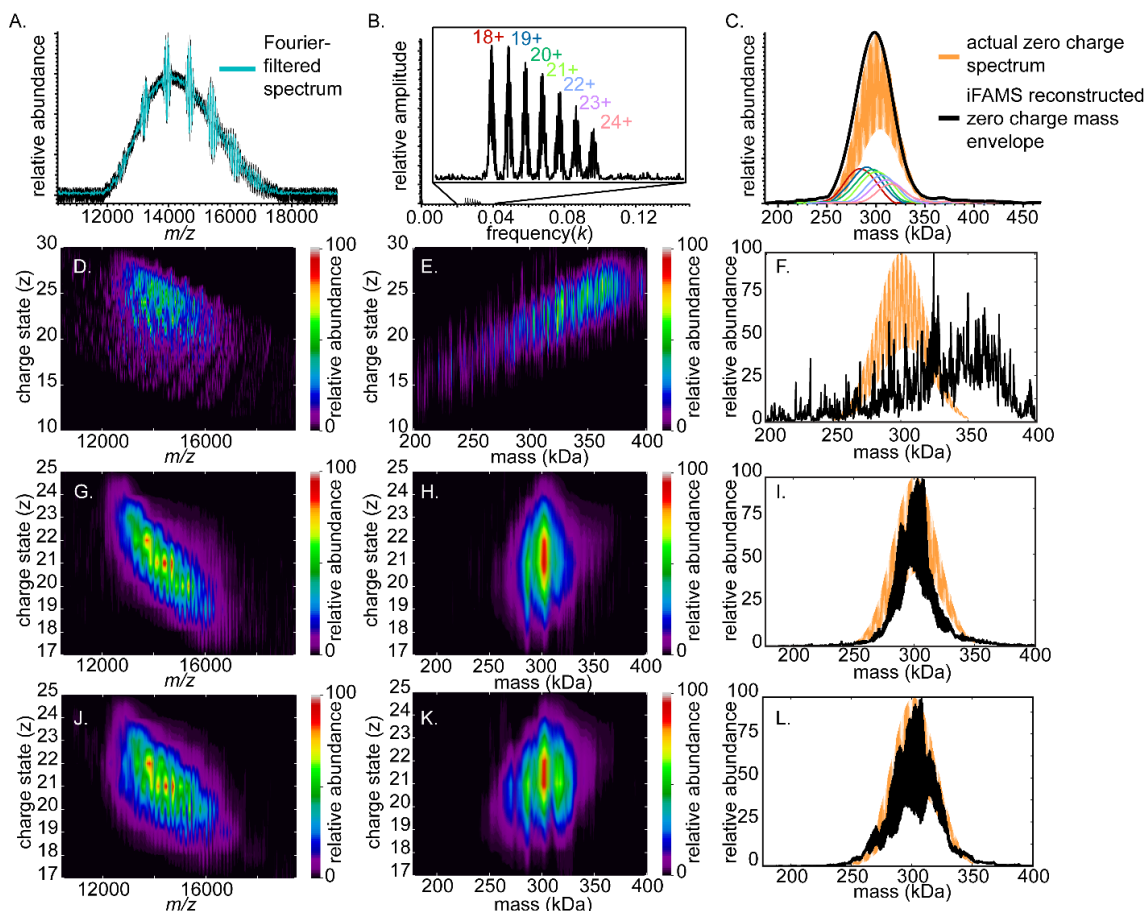 A.
Fourier-
filtered
spectrum
relative abundance
12000 14000 16000 18000
m/z
B.
18+ 19+
20+
21+
22+
23+
24+
relative amplitude
0.00 0.04 0.08 0.12
frequency(k)
C.
actual zero charge
spectrum
iFAMS reconstructed
zero charge mass
envelope
relative abundance
200 250 300 350 400 450
mass (kDa)
D.
charge state (z)
30
25
20
15
10
12000 16000
m/z
100
0
relative abundance
E.
charge state (z)
30
25
20
15
10
200 250 300 350 400
mass (kDa)
100
0
relative abundance
F.
relative abundance
100
75
50
25
0
200 250 300 350 400
mass (kDa)
G.
charge state (z)
25
24
23
22
21
20
19
18
17
12000 16000
m/z
100
0
relative abundance
H.
charge state (z)
25
24
23
22
21
20
19
18
17
200 250 300 350 400
mass (kDa)
100
0
relative abundance
I.
relative abundance
100
75
50
25
0
200 250 300 350 400
mass (kDa)
J.
charge state (z)
25
24
23
22
21
20
19
18
17
12000 16000
m/z
100
0
relative abundance
K.
charge state (z)
25
24
23
22
21
20
19
18
17
200 250 300 350 400
mass (kDa)
100
0
relative abundance
L.
relative abundance
100
75
50
25
0
200 250 300 350 400
mass (kDa)